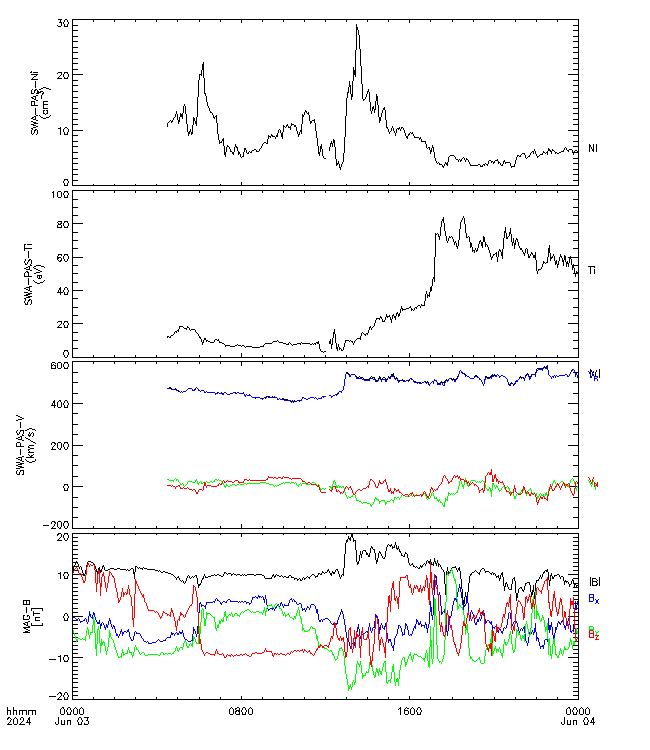 30
20
10
0
SWA-PAS-Ni
(cm⁻³)
NI
100
80
60
40
20
0
SWA-PAS-Ti
(eV)
Ti
600
400
200
0
-200
SWA-PAS-V
(km/s)
20
10
0
-10
-20
MAG-B
[nT]
|B|
Bx
Bz
hhmm
2024
0000
Jun 03
0800
1600
0000
Jun 04